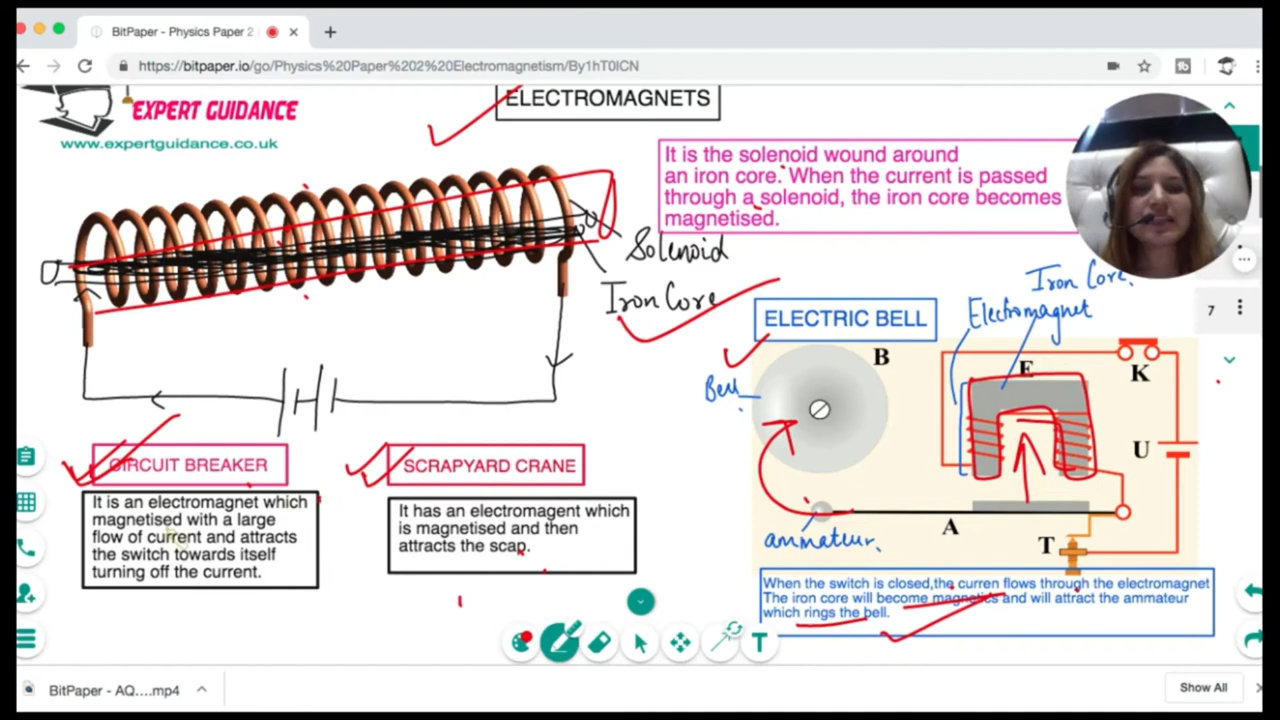 BitPaper - Physics Paper 2
https://bitpaper.io/go/Physics%20Paper%202%20Electromagnetism/By1hT0ICN
EXPERT GUIDANCE
www.expertguidance.co.uk
ELECTROMAGNETS
It is the solenoid wound around
an iron core. When the current is passed
through a solenoid, the iron core becomes
magnetised.
Solenoid
Iron Core
Iron Core.
Electromagnet
7
ELECTRIC BELL
Bell
B
E
K
U
A
T
ammateur.
When the switch is closed,the curren flows through the electromagnet
The iron core will become magnetics and will attract the ammateur
which rings the bell.
CIRCUIT BREAKER
It is an electromagnet which
magnetised with a large
flow of current and attracts
the switch towards itself
turning off the current.
SCRAPYARD CRANE
It has an electromagent which
is magnetised and then
attracts the scap.
T
BitPaper - AQ....mp4
Show All